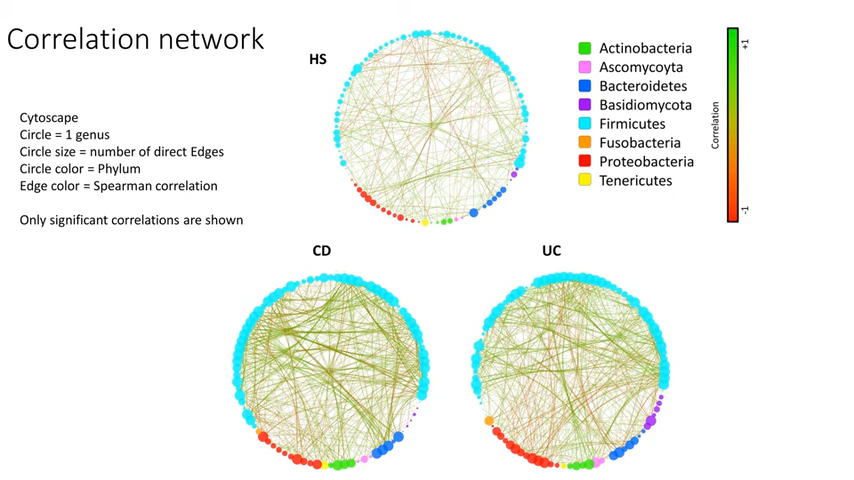 Correlation network
HS
Cytoscape
Circle = 1 genus
Circle size = number of direct Edges
Circle color = Phylum
Edge color = Spearman correlation
Only significant correlations are shown
Actinobacteria
Ascomycoyta
Bacteroidetes
Basidiomycota
Firmicutes
Fusobacteria
Proteobacteria
Tenericutes
+1
Correlation
-1
CD
UC